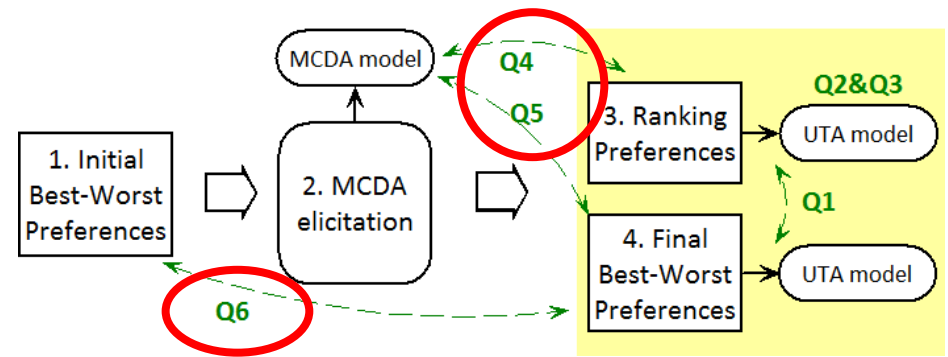 MCDA model
Q4
Q5
Q2&Q3
1. Initial
Best-Worst
Preferences
2. MCDA
elicitation
3. Ranking
Preferences
UTA model
Q1
4. Final
Best-Worst
Preferences
UTA model
Q6